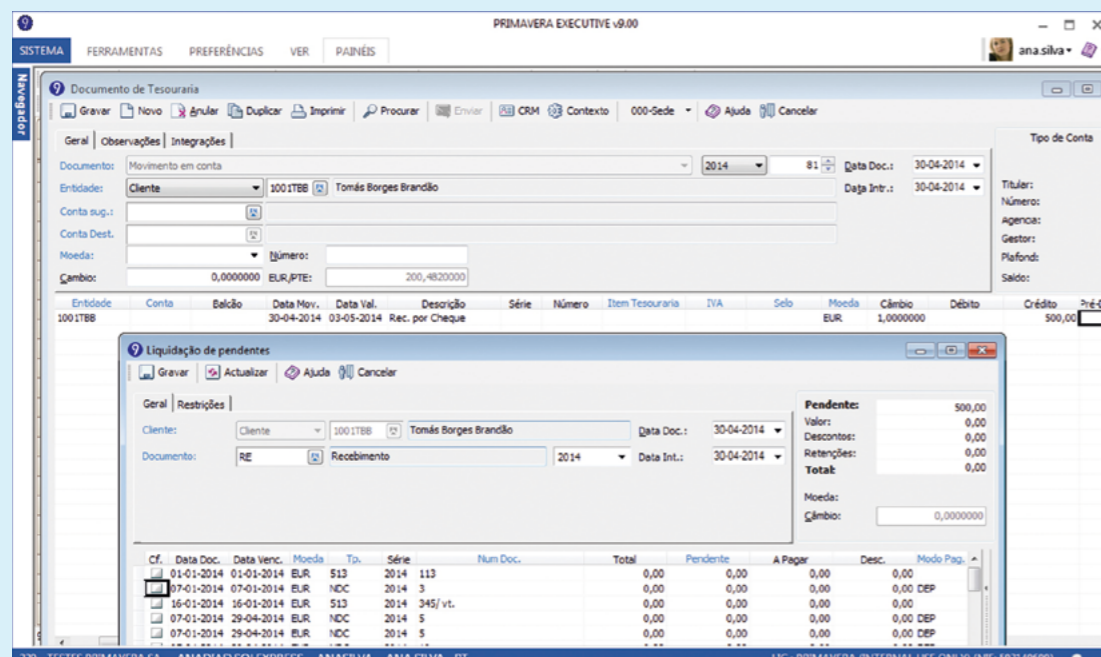 PRIMAVERA EXECUTIVE v9.00
SISTEMA FERRAMENTAS PREFERÊNCIAS VER PAINÉIS ana.silva
Navegador
Documento de Tesouraria
Gravar Novo Anular Duplicar Imprimir Procurar Enviar CRM Contexto 000-Sede Ajuda Cancelar
Geral Observações Integrações Tipo de Conta
Documento: Movimento em conta 2014 81 Data Doc.: 30-04-2014
Entidade: Cliente 1001TBB Tomás Borges Brandão Data Intr.: 30-04-2014 Titular:
Número:
Conta sug.: Agencia:
Conta Dest. Gestor:
Moeda: Número: Plafond:
Cambio: 0,0000000 EUR/PTE: 200,4820000 Saldo:
Entidade Conta Balcão Data Mov. Data Val. Descrição Série Número Item Tesouraria IVA Selo Moeda Câmbio Débito Crédito
1001TBB 30-04-2014 03-05-2014 Rec. por Cheque EUR 1,0000000 500,00
Liquidação de pendentes
Gravar Actualizar Ajuda Cancelar
Geral Restrições
Pendente: 500,00
Cliente: Cliente 1001TBB Tomás Borges Brandão Data Doc.: 30-04-2014
Valor: 0,00
Descontos: 0,00
Documento: RE Recebimento 2014 Data Int.: 30-04-2014
Retenções: 0,00
Total: 0,00
Moeda:
Câmbio: 0,0000000
Cf. Data Doc. Data Venc. Moeda Tp. Série Num Doc. Total Pendente A Pagar Desc. Modo Pag.
01-01-2014 01-01-2014 EUR 513 2014 113 0,00 0,00 0,00 0,00
07-01-2014 07-01-2014 EUR NDC 2014 3 0,00 0,00 0,00 0,00 DEP
16-01-2014 16-01-2014 EUR 513 2014 345/vt. 0,00 0,00 0,00 0,00
07-01-2014 29-04-2014 EUR NDC 2014 5 0,00 0,00 0,00 0,00 DEP
07-01-2014 29-04-2014 EUR NDC 2014 5 0,00 0,00 0,00 0,00 DEP